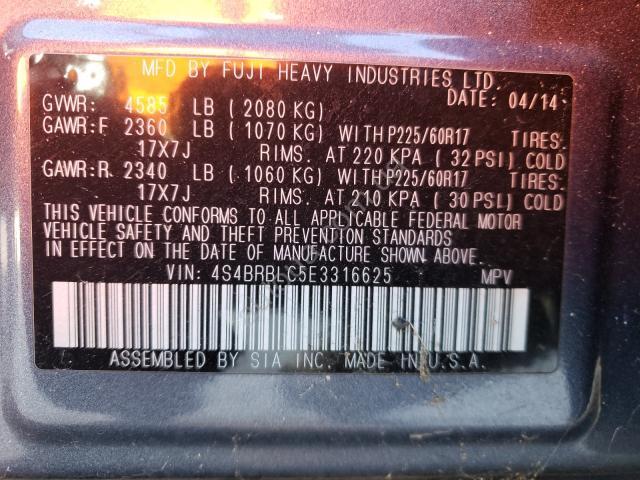 MFD BY FUJI HEAVY INDUSTRIES LTD.
DATE: 04/14
GVWR: 4585 LB ( 2080 KG)
GAWR:F 2360 LB ( 1070 KG) WITH P225/60R17 TIRES.
17X7J RIMS. AT 220 KPA ( 32 PSI) COLD
GAWR:R 2340 LB ( 1060 KG) WITH P225/60R17 TIRES.
17X7J RIMS. AT 210 KPA ( 30 PSI) COLD
THIS VEHICLE CONFORMS TO ALL APPLICABLE FEDERAL MOTOR
VEHICLE SAFETY AND THEFT PREVENTION STANDARDS
IN EFFECT ON THE DATE OF MANUFACTURE SHOWN ABOVE.
VIN: 4S4BRBLC5E3316625 MPV
ASSEMBLED BY SIA INC. MADE IN U.S.A.